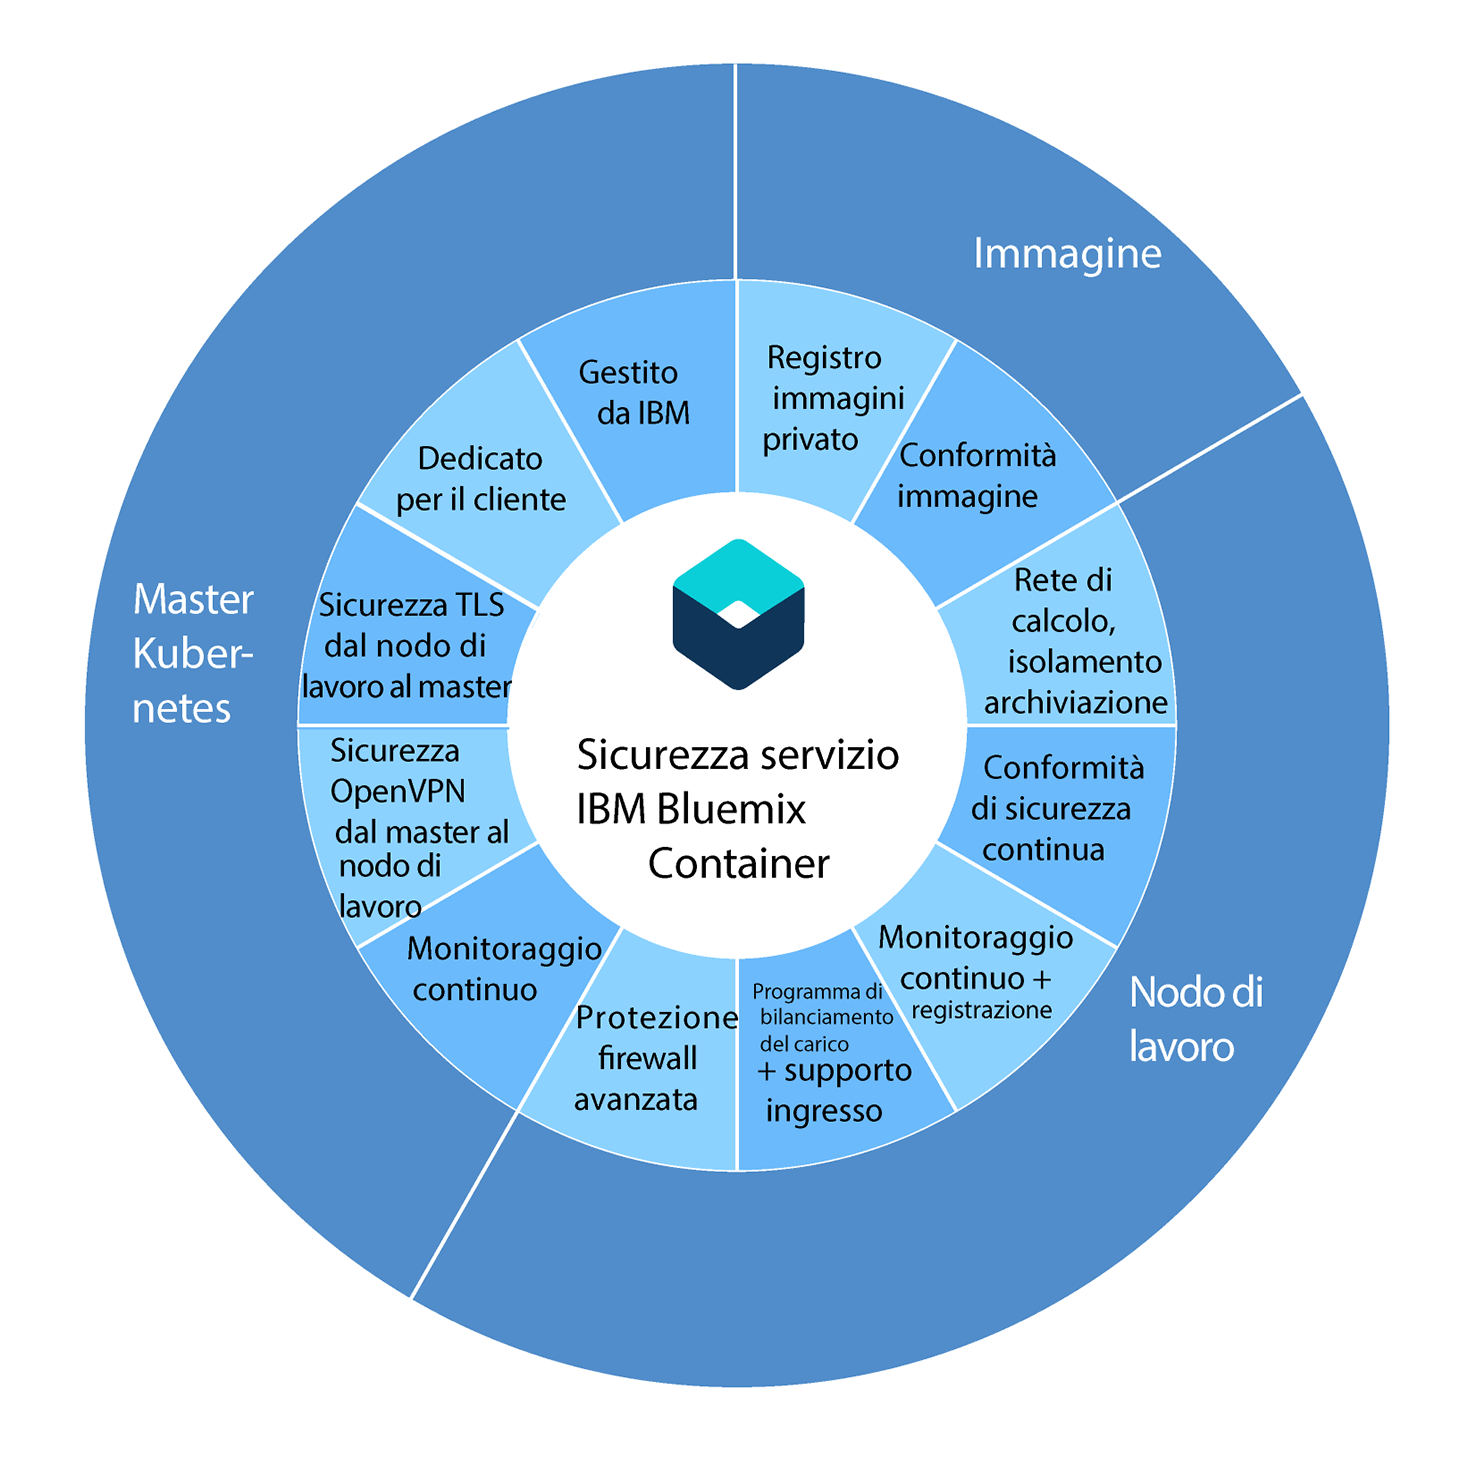 Immagine
Registro
immagini
privato
Conformità
immagine
Nodo di
lavoro
Rete di
calcolo,
isolamento
archiviazione
Conformità
di sicurezza
continua
Monitoraggio
continuo +
registrazione
Programma di
bilanciamento
del carico
+ supporto
ingresso
Protezione
firewall
avanzata
Master
Kuber-
netes
Monitoraggio
continuo
Sicurezza
OpenVPN
dal master al
nodo di
lavoro
Sicurezza TLS
dal nodo di
lavoro al master
Dedicato
per il cliente
Gestito
da IBM
Sicurezza servizio
IBM Bluemix
Container